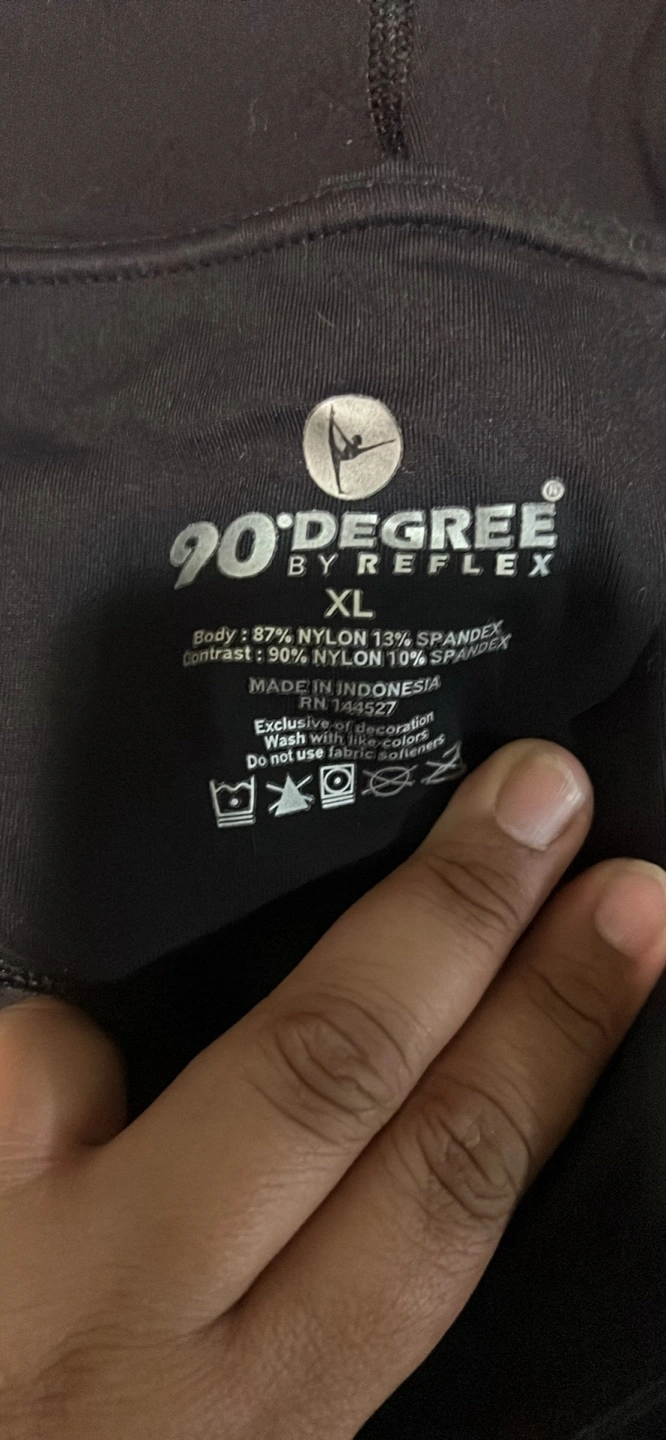 90°DEGREE®
BY REFLEX
XL
Body : 87% NYLON 13% SPANDEX
Contrast : 90% NYLON 10% SPANDEX
MADE IN INDONESIA
RN 144527
Exclusive of decoration
Wash with like colors
Do not use fabric softeners